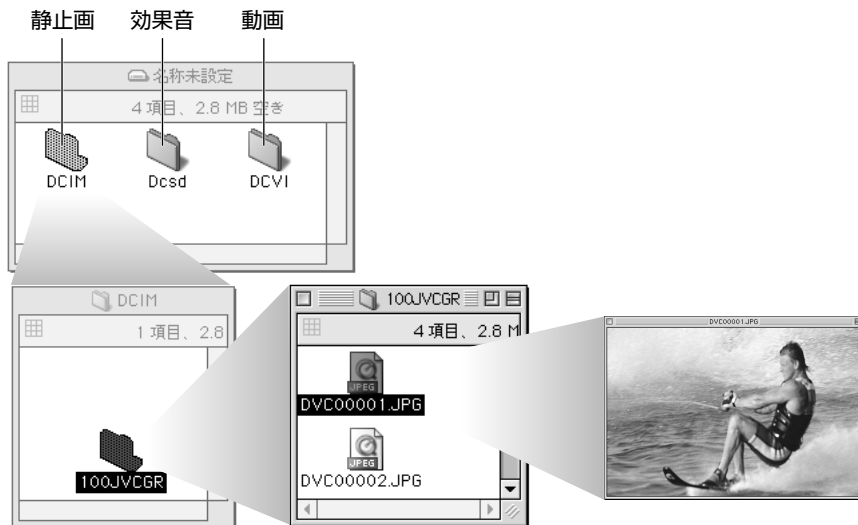 静止画 効果音 動画
名称未設定
4 項目、2.8 MB 空き
DCIM Dcsd DCVI
DCIM
1 項目、2.8
100JVCGR
100JVCGR
4 項目、2.8 M
JPEG
DVC00001.JPG
JPEG
DVC00002.JPG
DVC00001.JPG